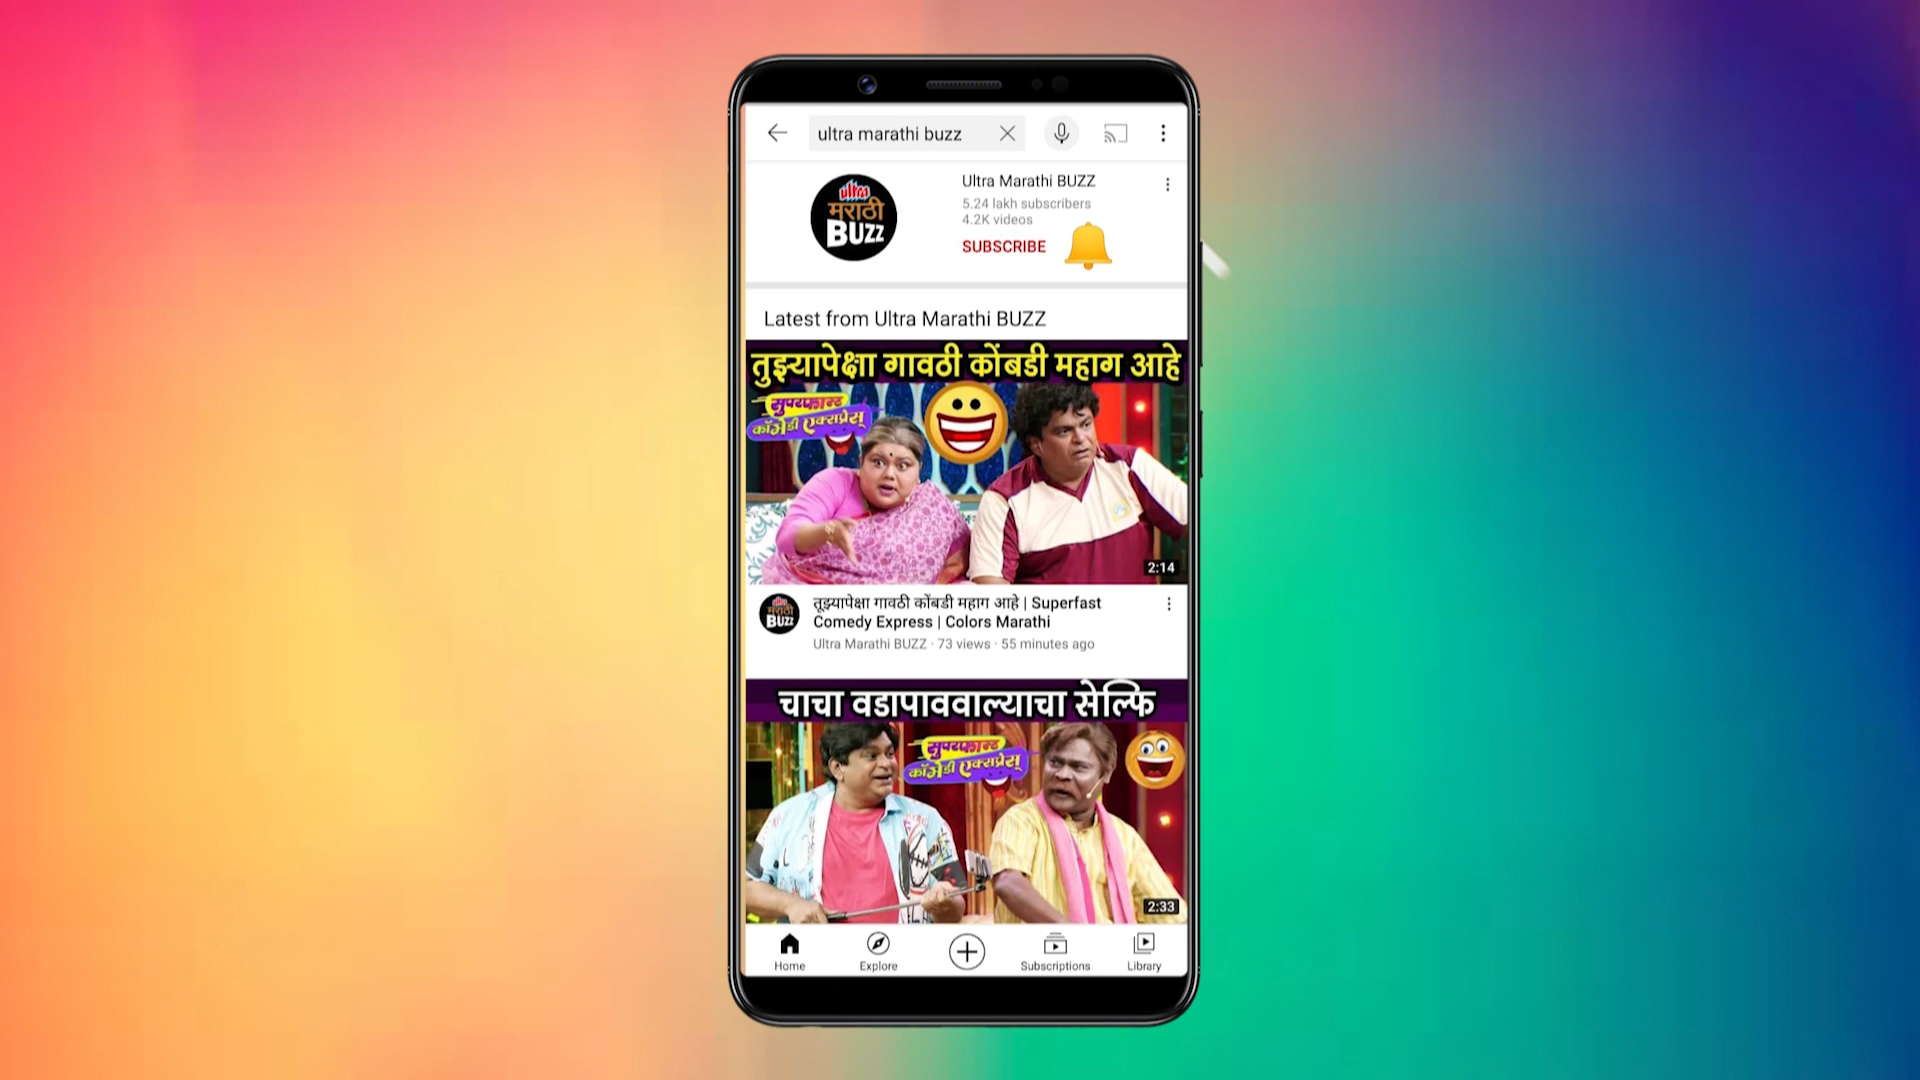 ultra marathi buzz
ultra
मराठी
BUZZ
Ultra Marathi BUZZ
5.24 lakh subscribers
4.2K videos
SUBSCRIBE
Latest from Ultra Marathi BUZZ
तुझ्यापेक्षा गावठी कोंबडी महाग आहे
सुपरफास्ट
कॉमेडी एक्सप्रेस्
2:14
ultra
मराठी
BUZZ
तूझ्यापेक्षा गावठी कोंबडी महाग आहे | Superfast
Comedy Express | Colors Marathi
Ultra Marathi BUZZ · 73 views · 55 minutes ago
चाचा वडापाववाल्याचा सेल्फि
सुपरफास्ट
कॉमेडी एक्सप्रेस्
2:33
Home
Explore
Subscriptions
Library